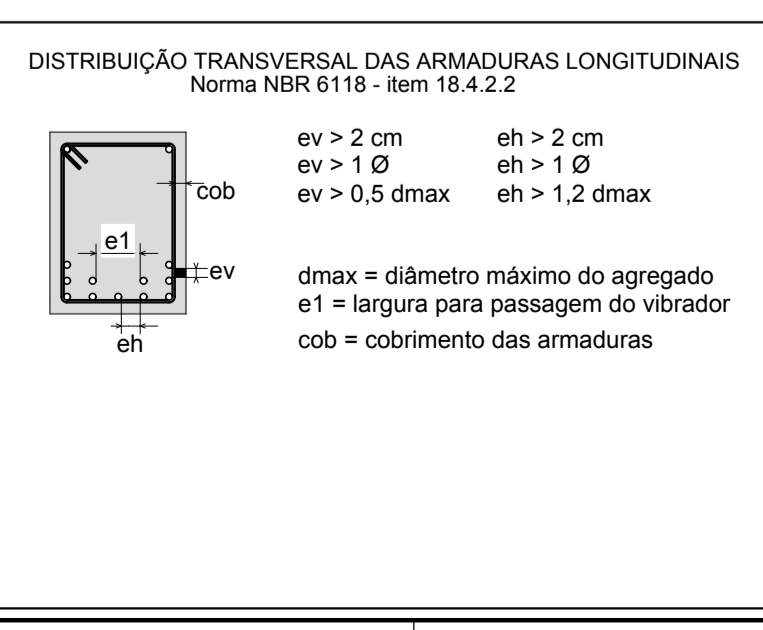 DISTRIBUIÇÃO TRANSVERSAL DAS ARMADURAS LONGITUDINAIS
Norma NBR 6118 - item 18.4.2.2
ev > 2 cm eh > 2 cm
ev > 1 Ø eh > 1 Ø
ev > 0,5 dmax eh > 1,2 dmax
cob
e1
ev
eh
dmax = diâmetro máximo do agregado
e1 = largura para passagem do vibrador
cob = cobrimento das armaduras